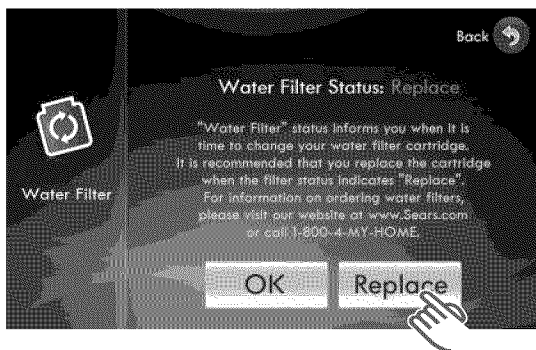 Back
Water Filter Status: Replace
"Water Filter" status informs you when it is
time to change your water filter cartridge.
It is recommended that you replace the cartridge
when the filter status indicates "Replace".
For information on ordering water filters,
please visit our website at www.Sears.com
or call 1-800-4-MY-HOME.
Water Filter
OK
Replace